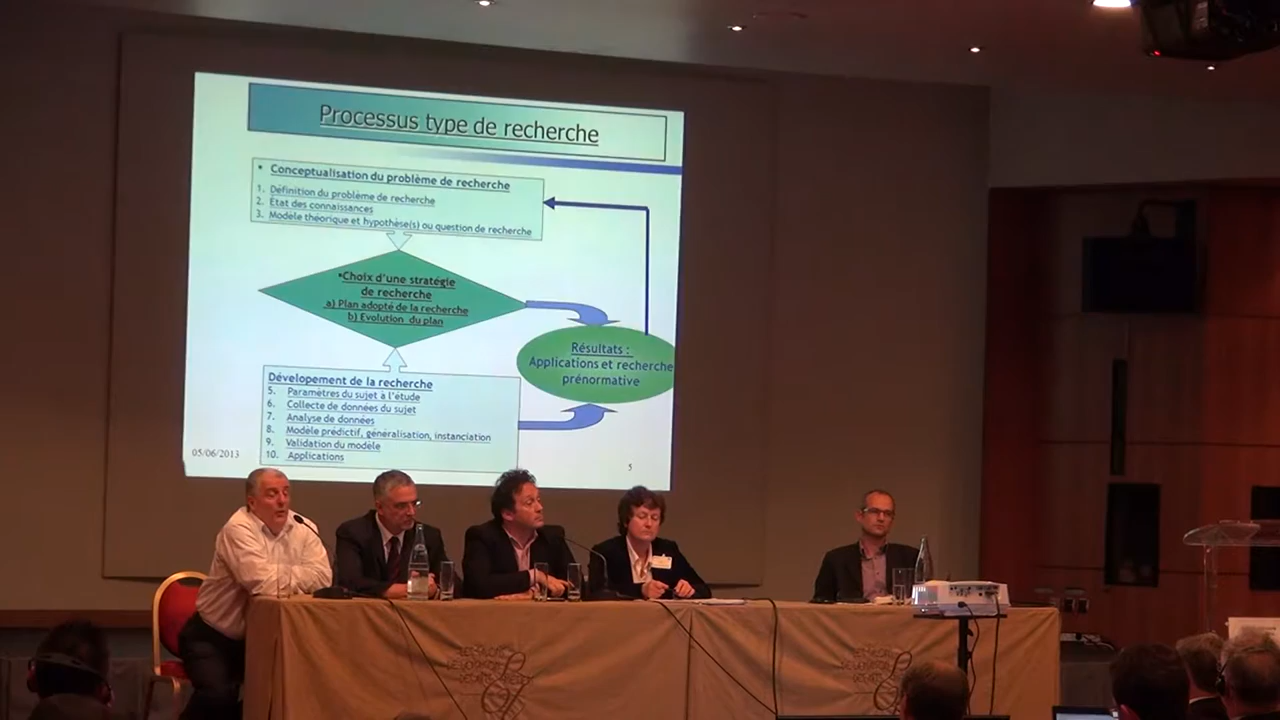 Processus type de recherche
• Conceptualisation du problème de recherche
1. Définition du problème de recherche
2. Etat des connaissances
3. Modèle théorique et hypothèse(s) ou question de recherche
▪Choix d'une stratégie
de recherche
a) Plan adopté de la recherche
b) Evolution du plan
Résultats :
Applications et recherche
prénormative
Dévelopement de la recherche
5. Paramètres du sujet à l'étude
6. Collecte de données du sujet
7. Analyse de données
8. Modèle prédictif, généralisation, instanciation
9. Validation du modèle
10. Applications
05/06/2013
5